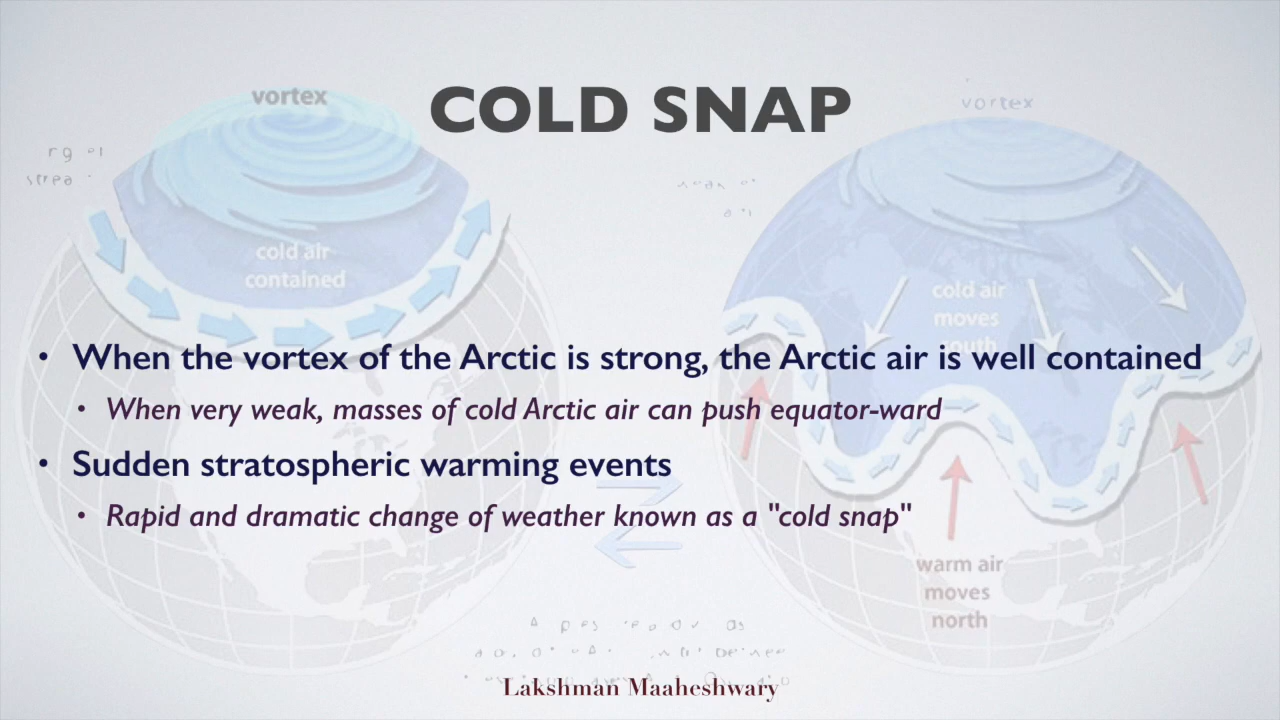 COLD SNAP
vortex
vortex
cold air
contained
cold air
moves
south
• When the vortex of the Arctic is strong, the Arctic air is well contained
• When very weak, masses of cold Arctic air can push equator-ward
• Sudden stratospheric warming events
• Rapid and dramatic change of weather known as a "cold snap"
warm air
moves
north
Lakshman Maaheshwary